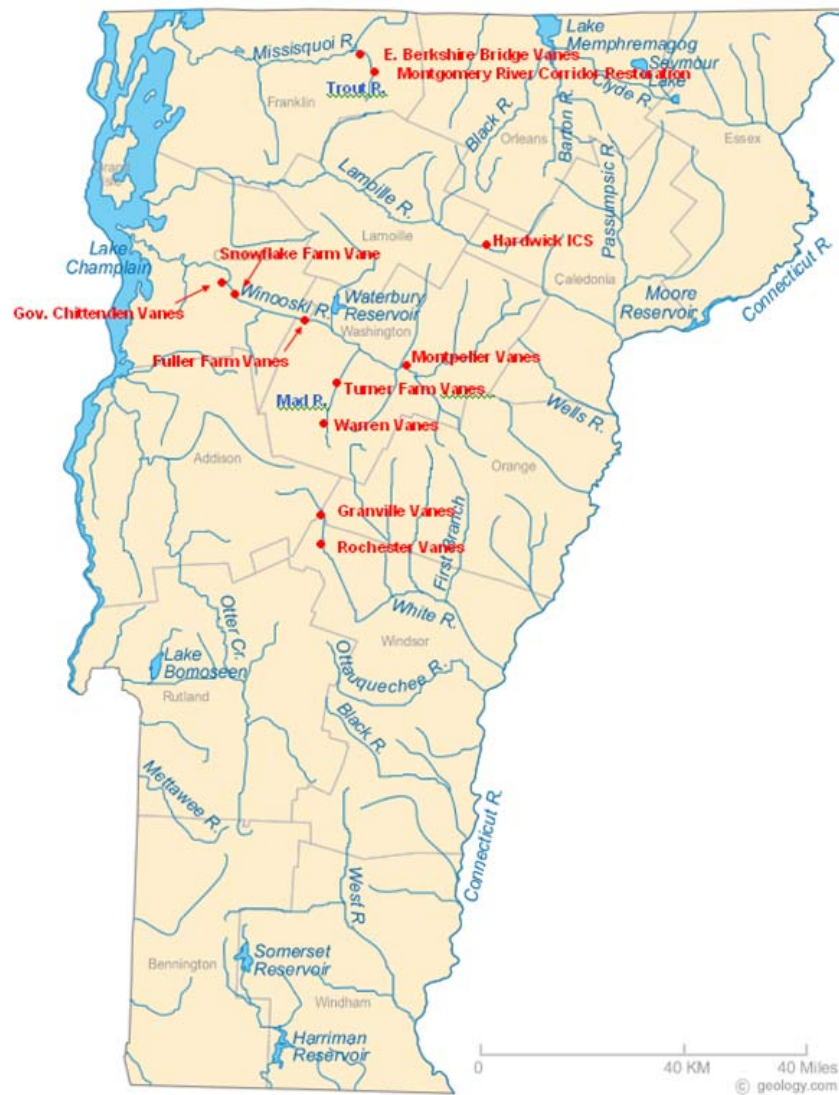 Missisquoi R.
E. Berkshire Bridge Vanes
Montgomery River Corridor Restoration
Trout R.
Franklin
Lake
Memphremagog
Seymour
Lake
Clyde R.
Black R.
Orleans
Barton R.
Essex
Grand
Isle
Lamoille R.
Passumpsic R.
Lamoille
Hardwick ICS
Lake
Champlain
Snowflake Farm Vane
Caledonia
Gov. Chittenden Vanes
Winooski R.
Waterbury
Reservoir
Washington
Moore
Reservoir
Connecticut R.
Fuller Farm Vanes
Montpelier Vanes
Turner Farm Vanes
Mad R.
Wells R.
Warren Vanes
Addison
Orange
Granville Vanes
First Branch
Rochester Vanes
White R.
Otter Cr.
Windsor
Lake
Bomoseen
Ottauquechee R.
Rutland
Black R.
Mettawee R.
Connecticut R.
West R.
Somerset
Reservoir
Bennington
Windham
Harriman
Reservoir
0 40 KM 40 Miles
© geology.com